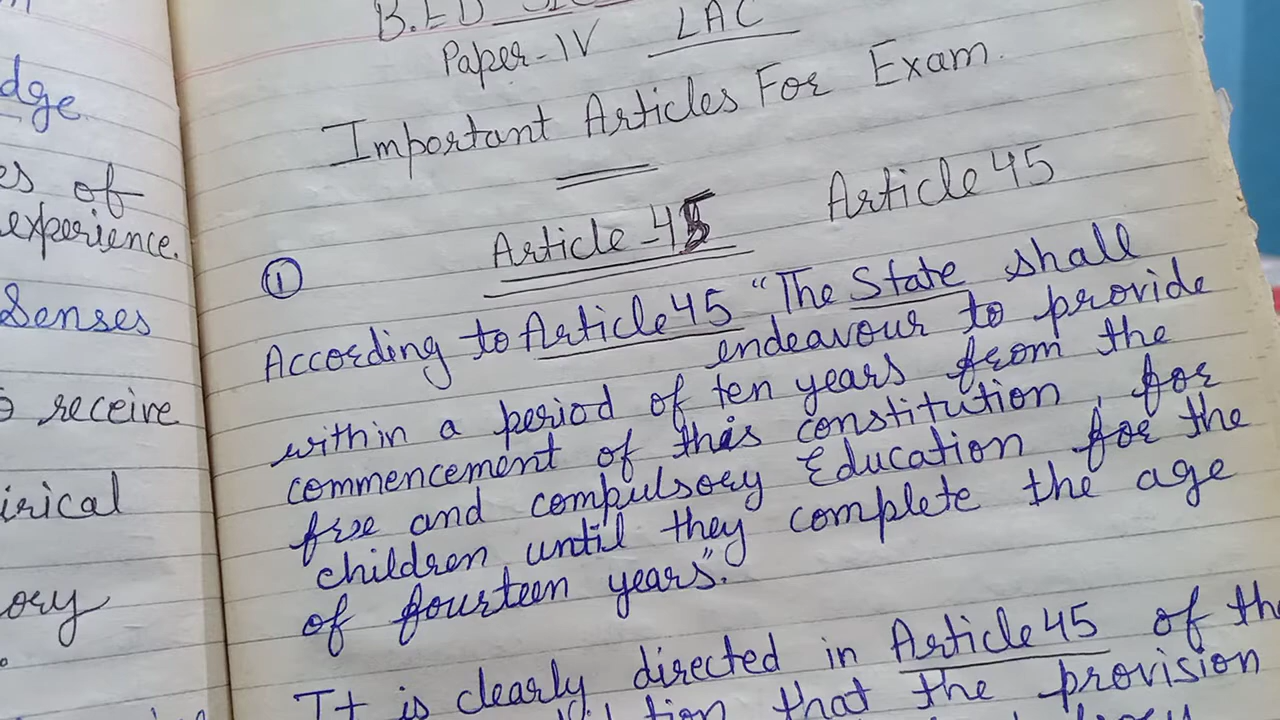 dge.
es of
experience.
Senses
receive
irical
ory
B.ED
Paper-IV LAC
Important Articles For Exam.
Article-45 Article 45
① According to Article 45 "The State shall
endeavour to provide
within a period of ten years from the
commencement of this constitution, for
free and compulsory Education for the
children until they complete the age
of fourteen years".
It is clearly directed in Article 45 of the
tion that the provision